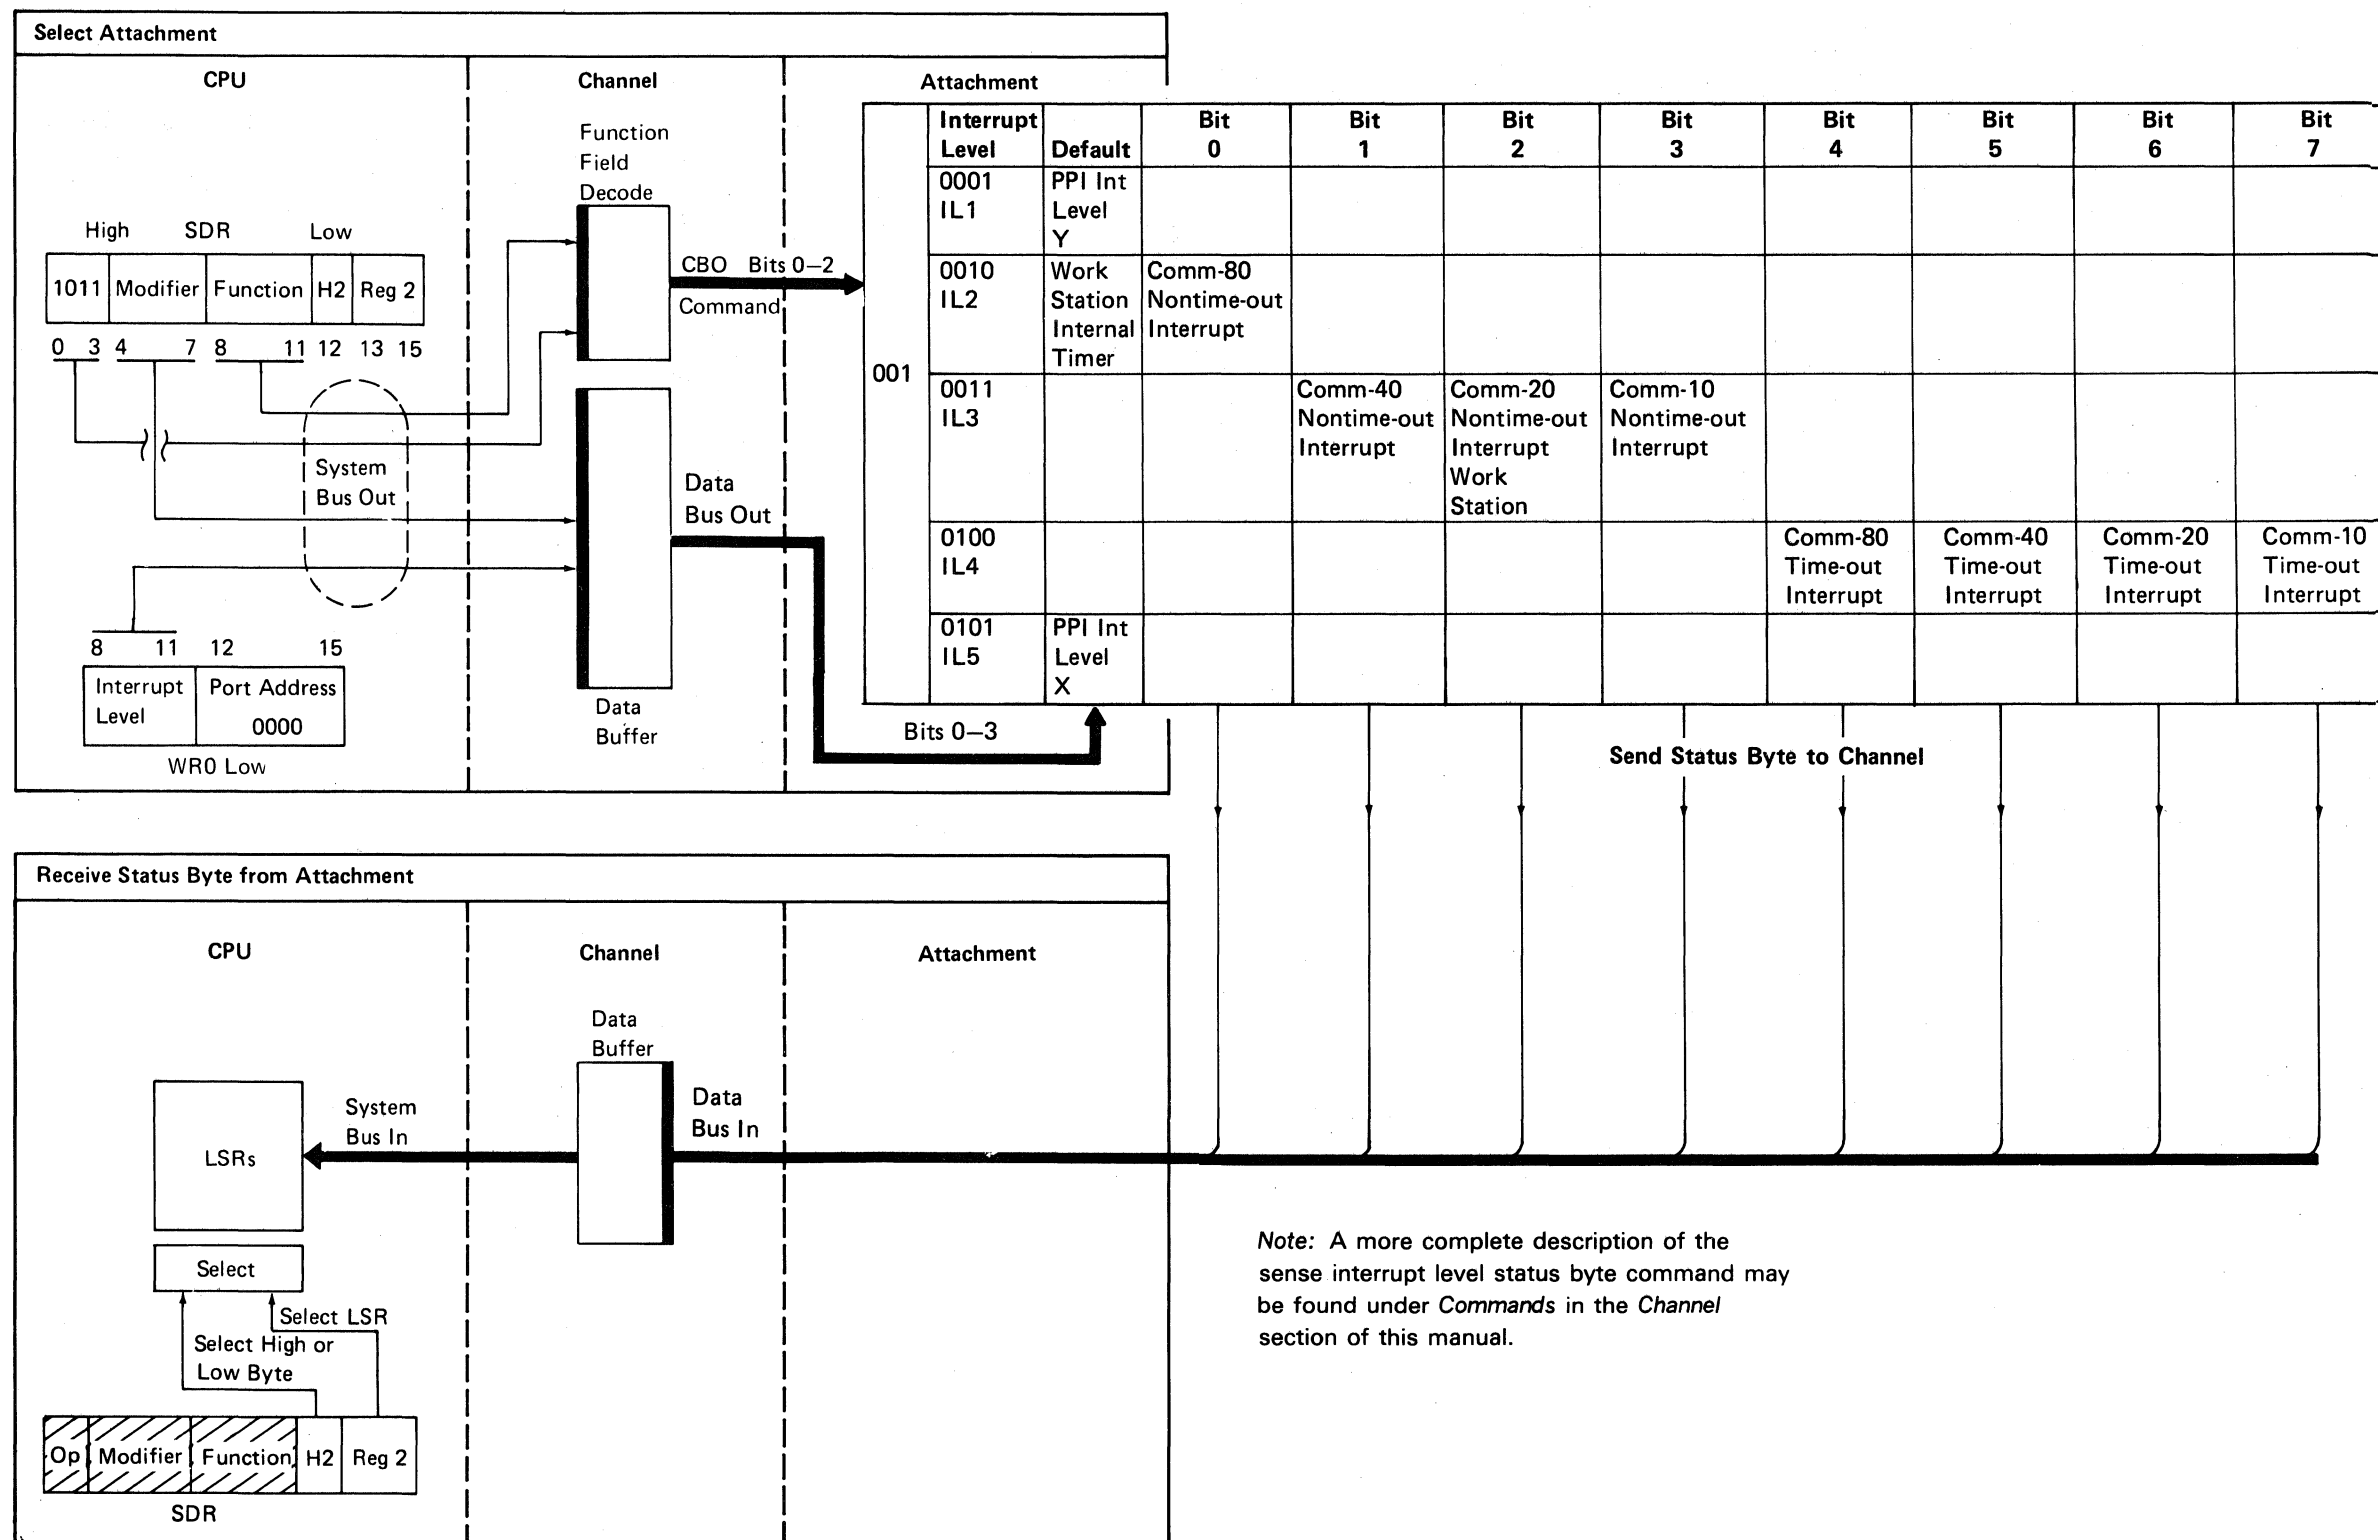 Select Attachment
CPU
Channel
Attachment
Function
Field
Decode
High SDR Low
1011 Modifier Function H2 Reg 2
0 3 4 7 8 11 12 13 15
CBO Bits 0–2
Command
System
Bus Out
Data
Bus Out
8 11 12 15
Interrupt
Level
Port Address
0000
WR0 Low
Data
Buffer
Bits 0–3
001
Interrupt
Level
Default
Bit
0
Bit
1
Bit
2
Bit
3
Bit
4
Bit
5
Bit
6
Bit
7
0001
IL1
PPI Int
Level
Y
0010
IL2
Work
Station
Internal
Timer
Comm-80
Nontime-out
Interrupt
0011
IL3
Comm-40
Nontime-out
Interrupt
Comm-20
Nontime-out
Interrupt
Work
Station
Comm-10
Nontime-out
Interrupt
0100
IL4
Comm-80
Time-out
Interrupt
Comm-40
Time-out
Interrupt
Comm-20
Time-out
Interrupt
Comm-10
Time-out
Interrupt
0101
IL5
PPI Int
Level
X
Send Status Byte to Channel
Receive Status Byte from Attachment
CPU
Channel
Attachment
Data
Buffer
System
Bus In
Data
Bus In
LSRs
Select
Select LSR
Select High or
Low Byte
Op Modifier Function H2 Reg 2
SDR
Note: A more complete description of the
sense interrupt level status byte command may
be found under Commands in the Channel
section of this manual.